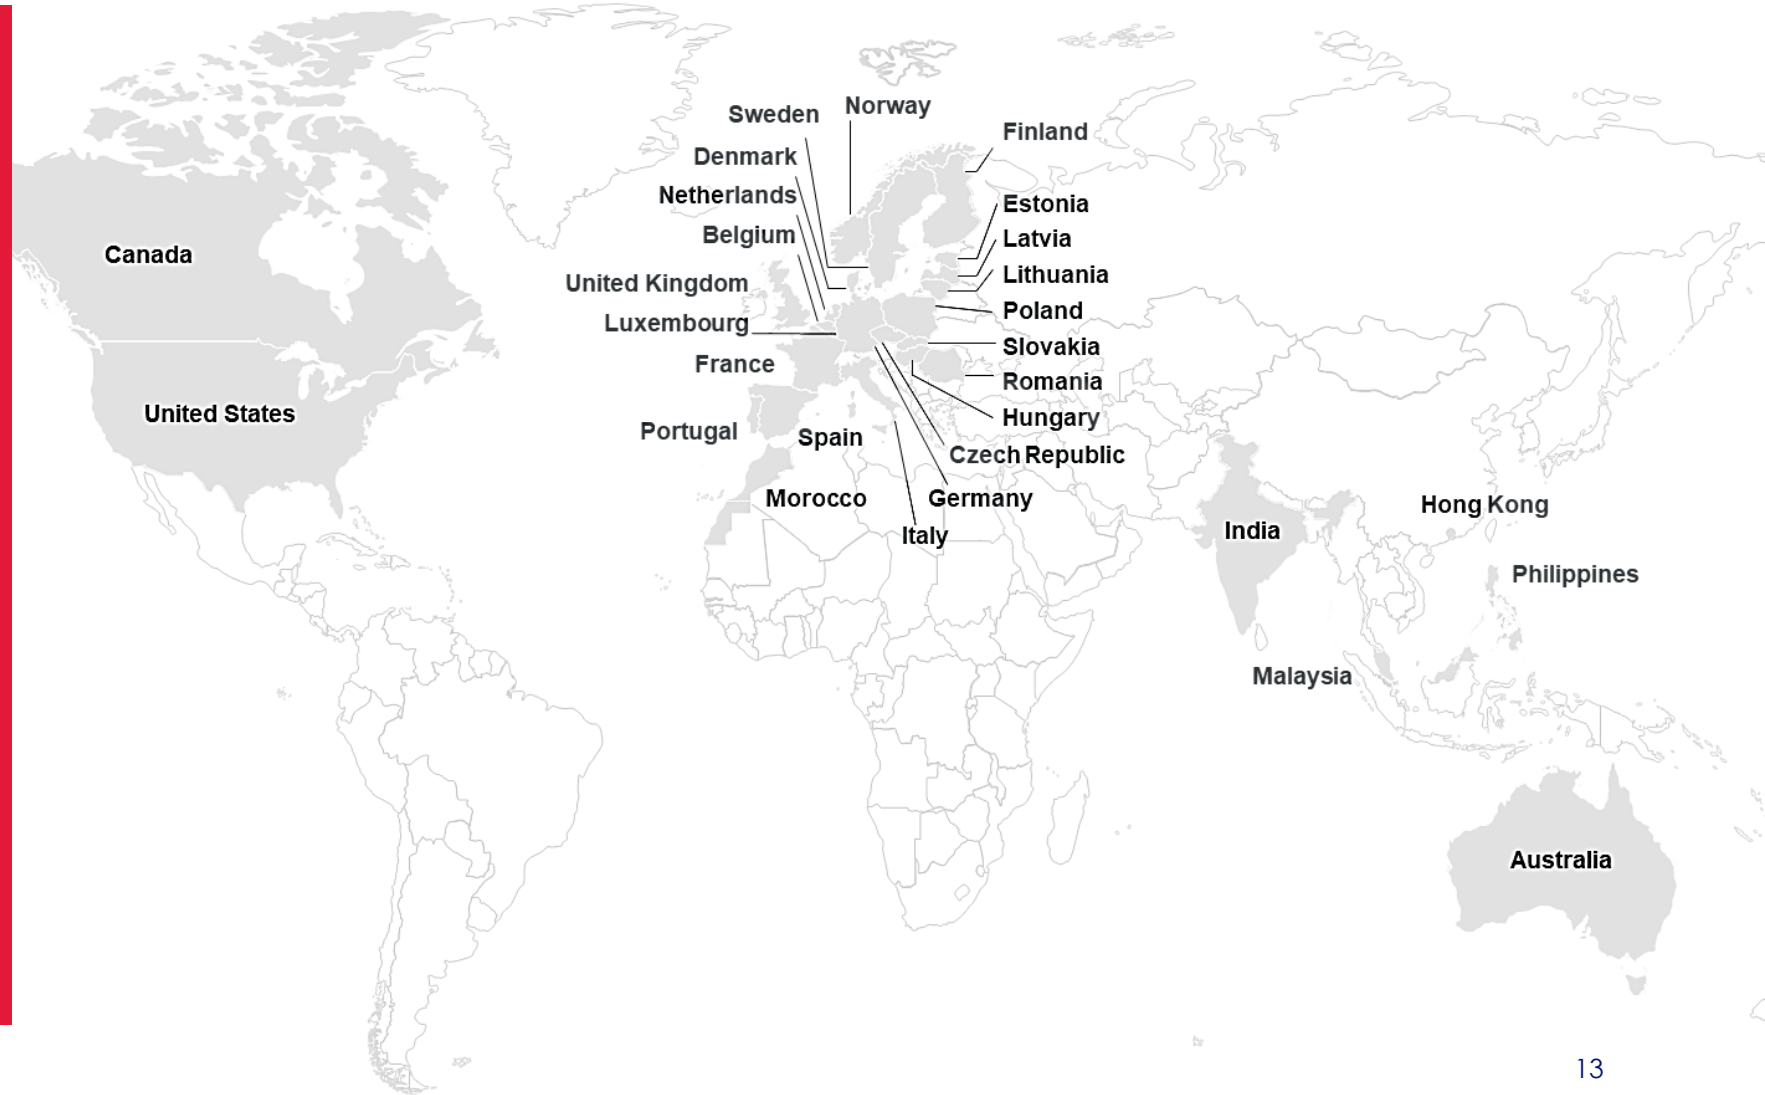 Norway
Sweden
Finland
Denmark
Netherlands
Estonia
Belgium
Latvia
Canada
Lithuania
United Kingdom
Poland
Luxembourg
Slovakia
France
Romania
United States
Hungary
Portugal
Spain
Czech Republic
Morocco
Germany
Hong Kong
India
Italy
Philippines
Malaysia
Australia
13